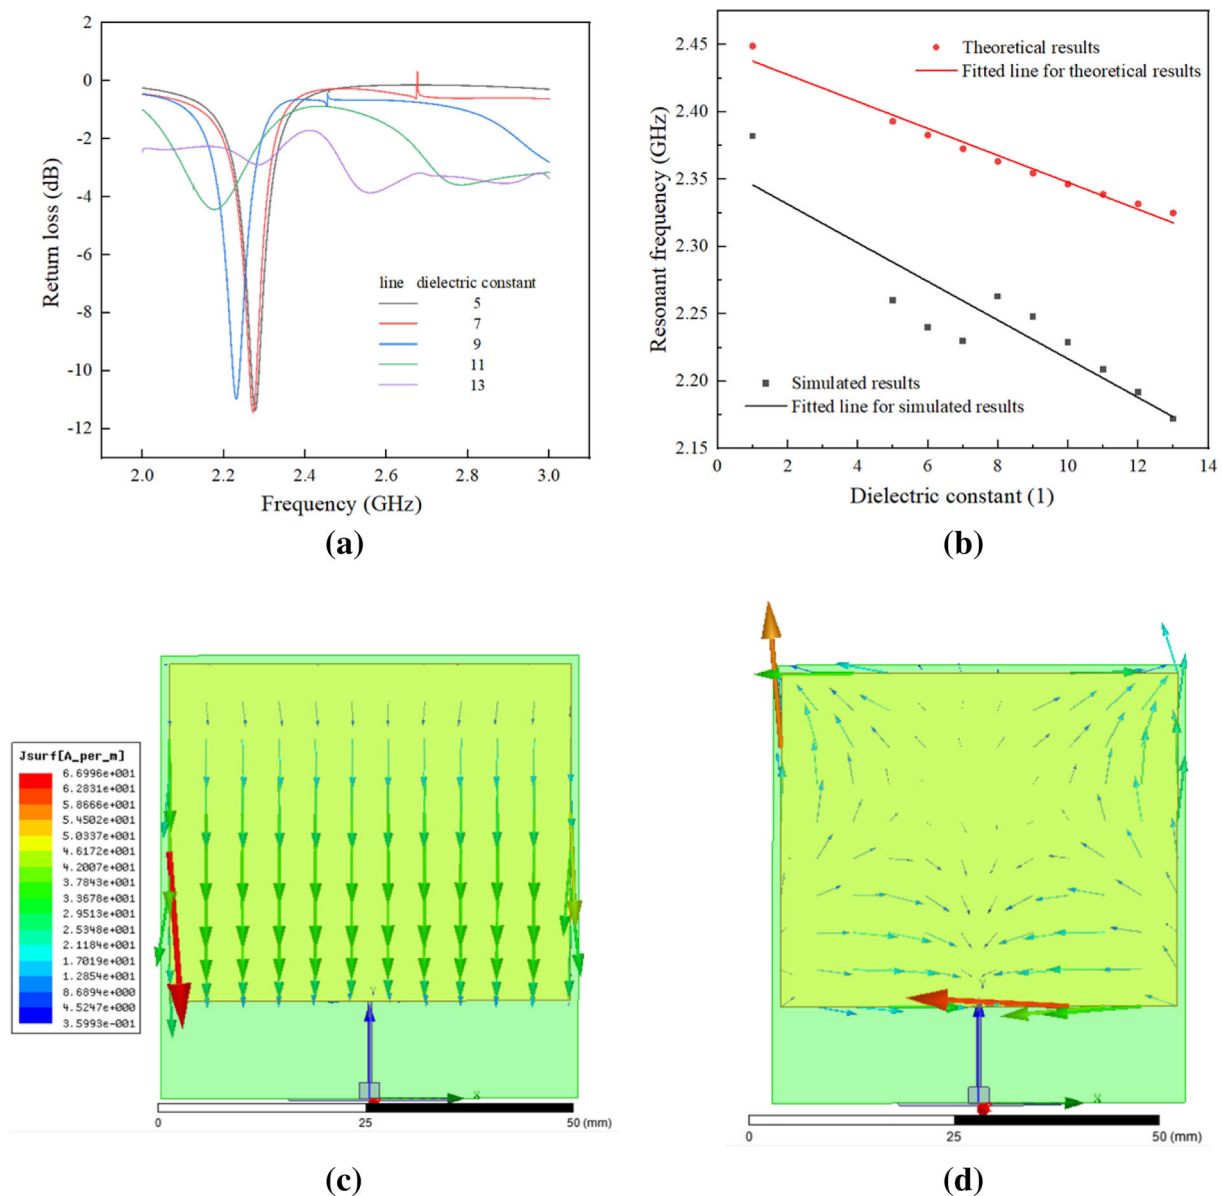 2
0
-2
-4
-6
-8
-10
-12
Return loss (dB)
line dielectric constant
5
7
9
11
13
2.0 2.2 2.4 2.6 2.8 3.0
Frequency (GHz)
(a)
2.45
2.40
2.35
2.30
2.25
2.20
2.15
Resonant frequency (GHz)
Theoretical results
Fitted line for theoretical results
Simulated results
Fitted line for simulated results
0 2 4 6 8 10 12 14
Dielectric constant (1)
(b)
Jsurf[A_per_m]
6.6996e+001
6.2831e+001
5.8666e+001
5.4502e+001
5.0337e+001
4.6172e+001
4.2007e+001
3.7843e+001
3.3678e+001
2.9513e+001
2.5348e+001
2.1184e+001
1.7019e+001
1.2854e+001
8.6894e+000
4.5247e+000
3.5993e-001
Y
X
0 25 50 (mm)
(c)
Y
X
0 25 50 (mm)
(d)